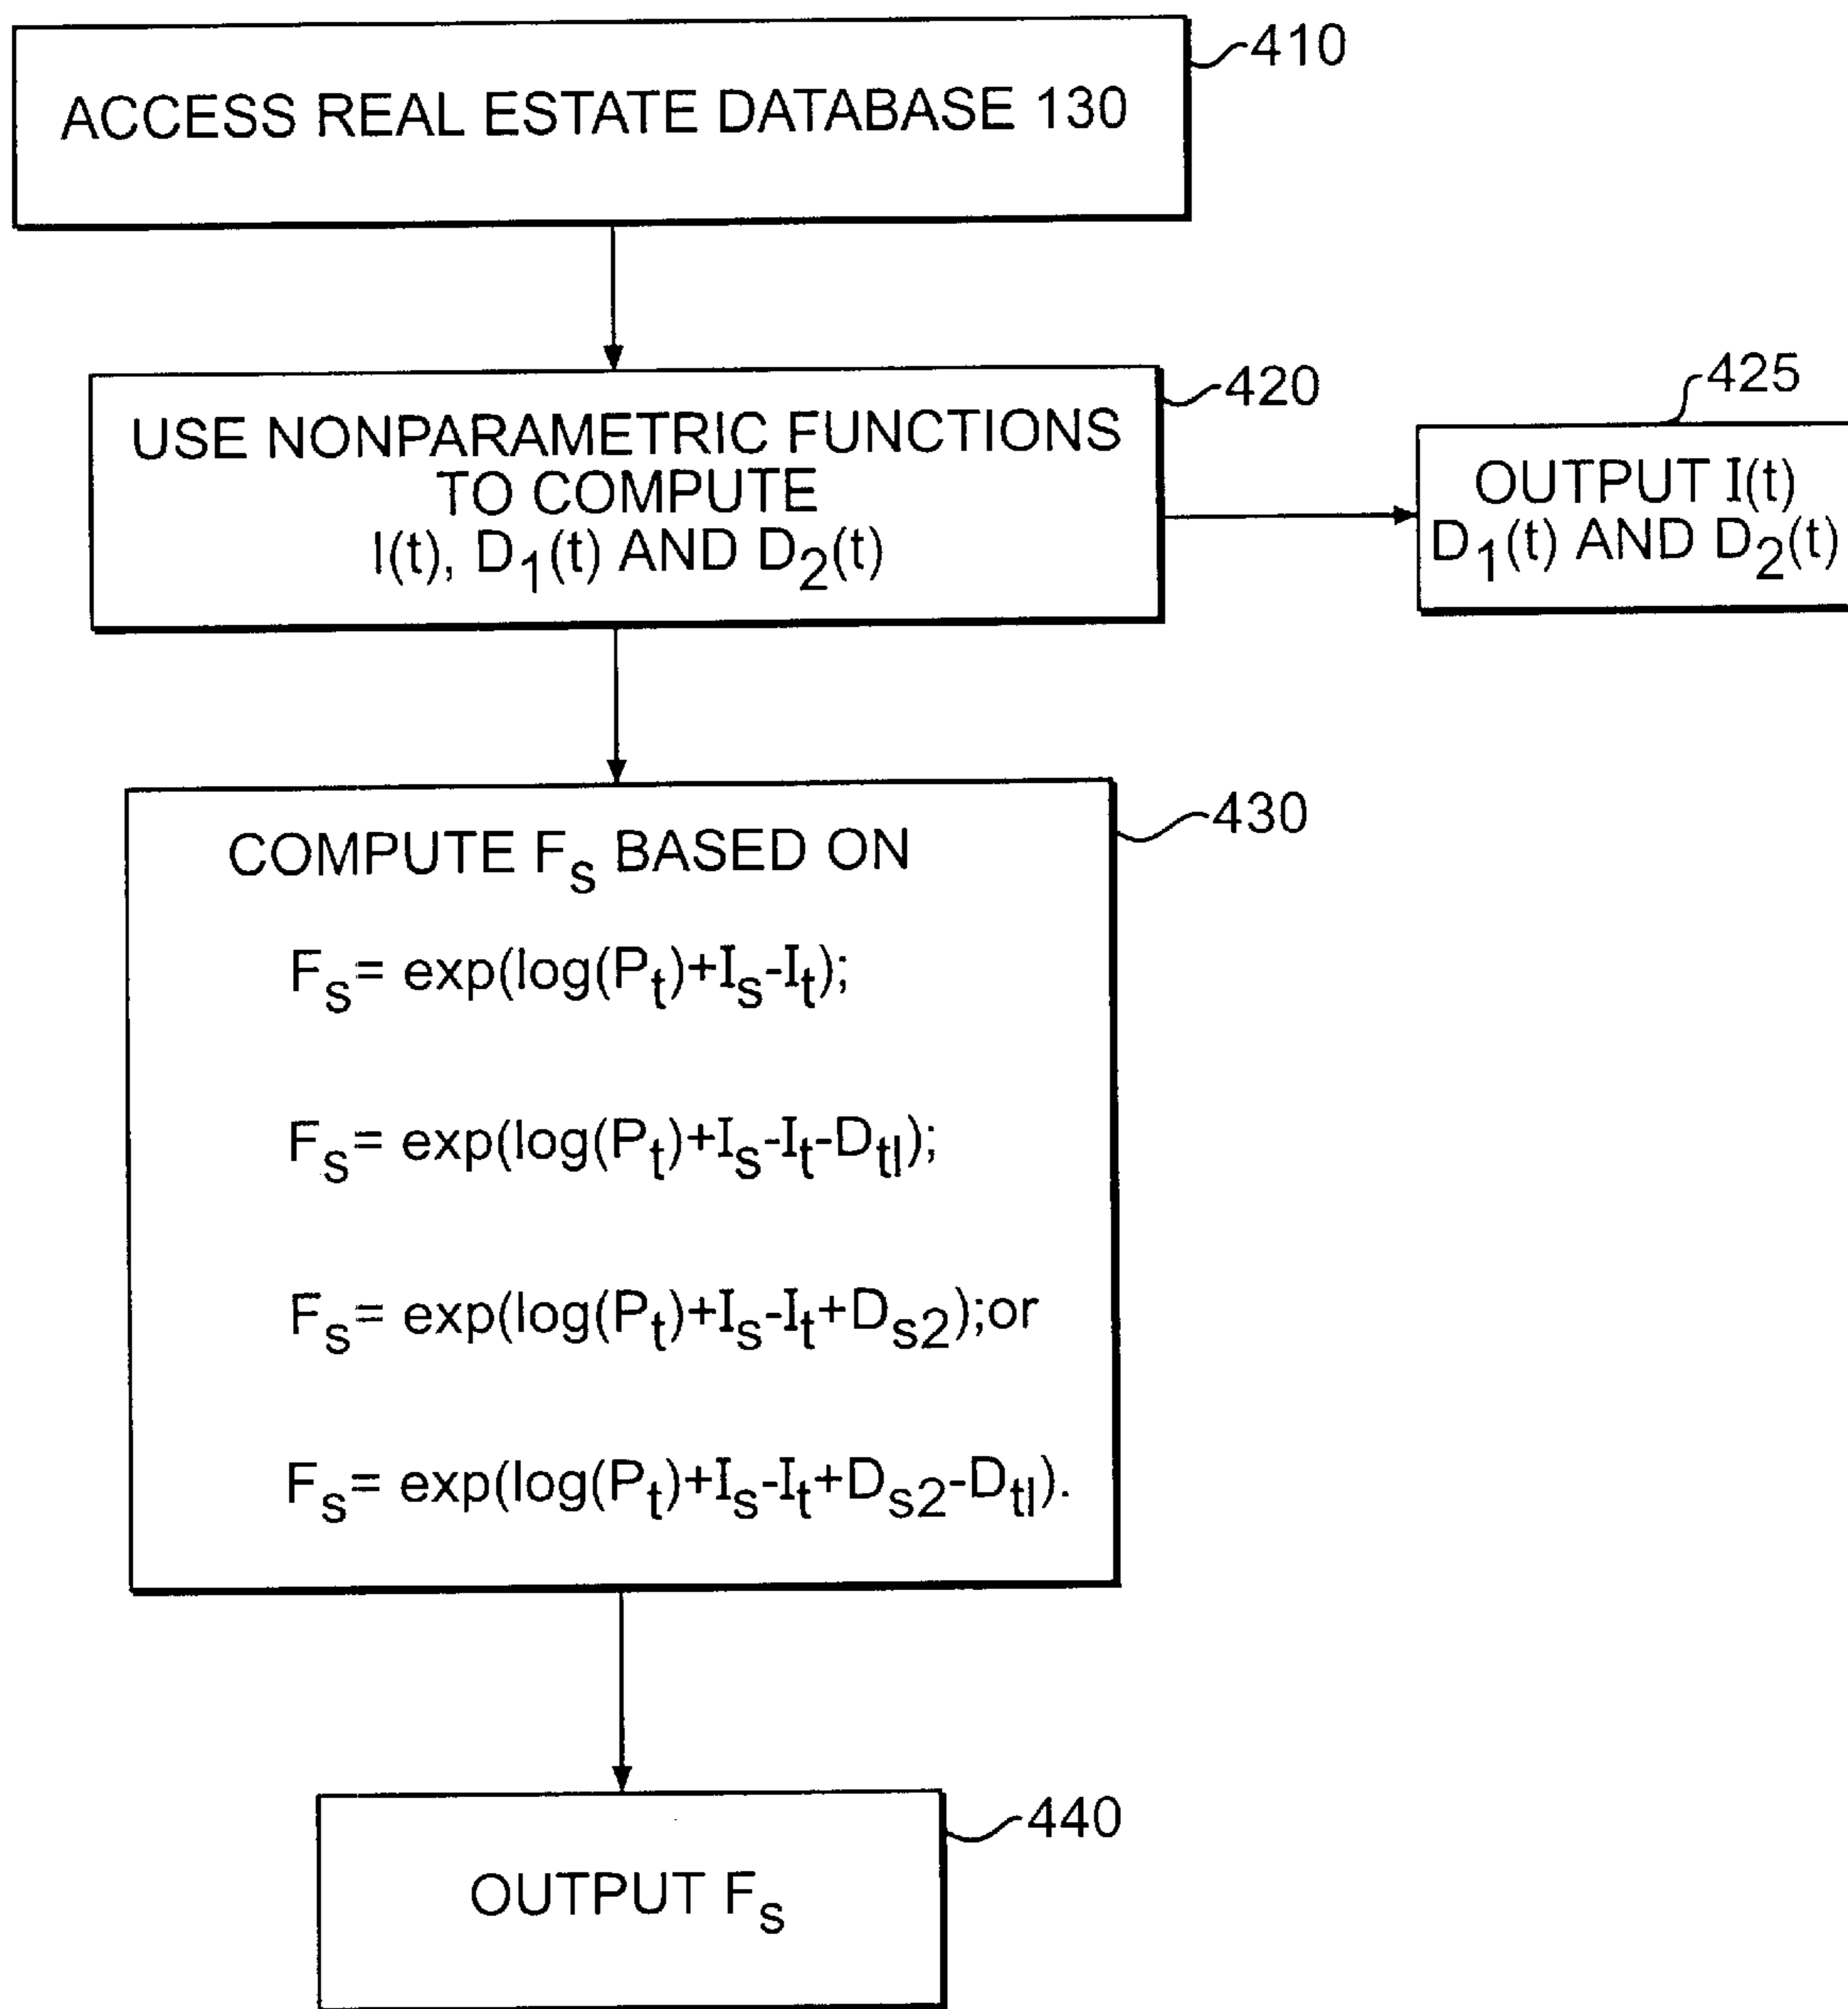 410
ACCESS REAL ESTATE DATABASE 130
420
USE NONPARAMETRIC FUNCTIONS
TO COMPUTE
I(t), D₁(t) AND D₂(t)
425
OUTPUT I(t)
D₁(t) AND D₂(t)
430
COMPUTE Fₛ BASED ON
Fₛ= exp(log(Pₜ)+Iₛ-Iₜ);
Fₛ= exp(log(Pₜ)+Iₛ-Iₜ-Dₜₗ);
Fₛ= exp(log(Pₜ)+Iₛ-Iₜ+Dₛ₂);or
Fₛ= exp(log(Pₜ)+Iₛ-Iₜ+Dₛ₂-Dₜₗ).
440
OUTPUT Fₛ